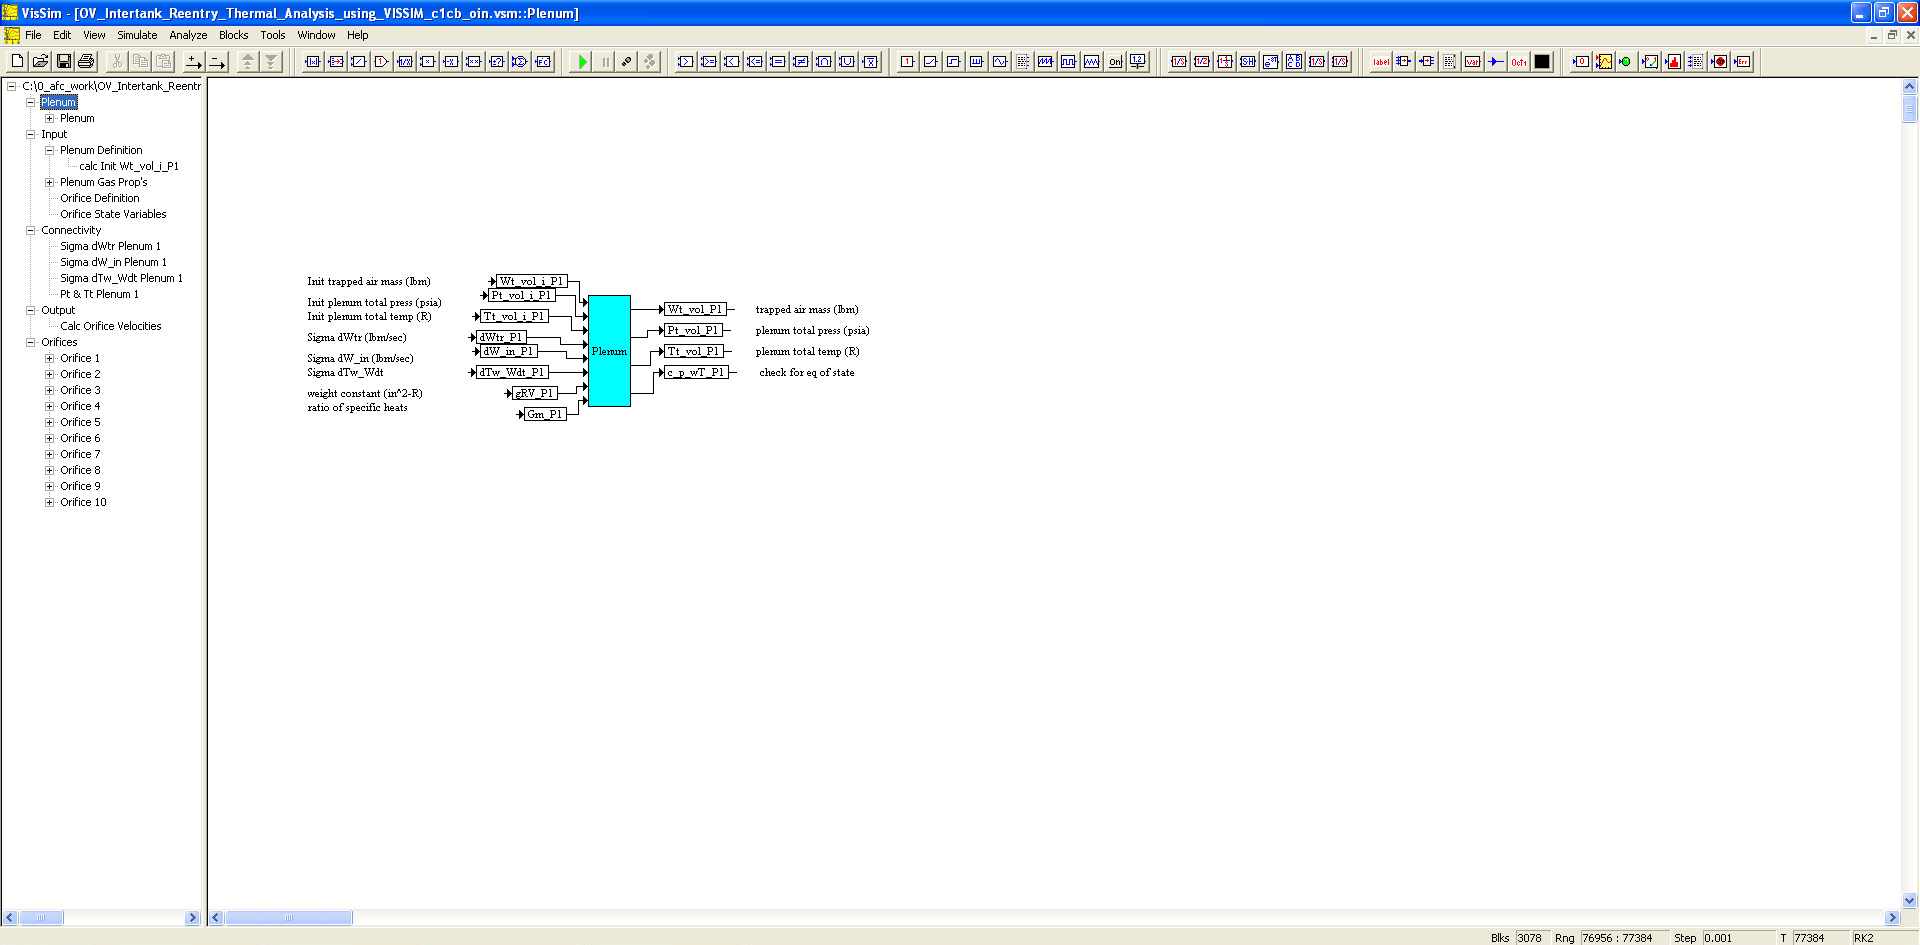 VisSim - [OV_Intertank_Reentry_Thermal_Analysis_using_VISSIM_c1cb_oin.vsm::Plenum]
File Edit View Simulate Analyze Blocks Tools Window Help
C:\0_afc_work\OV_Intertank_Reentr
Plenum
Plenum
Input
Plenum Definition
calc Init Wt_vol_i_P1
Plenum Gas Prop's
Orifice Definition
Orifice State Variables
Connectivity
Sigma dWtr Plenum 1
Sigma dW_in Plenum 1
Sigma dTw_Wdt Plenum 1
Pt & Tt Plenum 1
Output
Calc Orifice Velocities
Orifices
Orifice 1
Orifice 2
Orifice 3
Orifice 4
Orifice 5
Orifice 6
Orifice 7
Orifice 8
Orifice 9
Orifice 10
Init trapped air mass (lbm) Wt_vol_i_P1
Init plenum total press (psia) Pt_vol_i_P1
Init plenum total temp (R) Tt_vol_i_P1
Sigma dWtr (lbm/sec) dWtr_P1
Sigma dW_in (lbm/sec) dW_in_P1
Sigma dTw_Wdt dTw_Wdt_P1
weight constant (in^2-R) gRV_P1
ratio of specific heats Gm_P1
Plenum
Wt_vol_P1 trapped air mass (lbm)
Pt_vol_P1 plenum total press (psia)
Tt_vol_P1 plenum total temp (R)
c_p_wT_P1 check for eq of state
Blks 3078 Rng 76956 : 77384 Step 0.001 T 77384 RK2